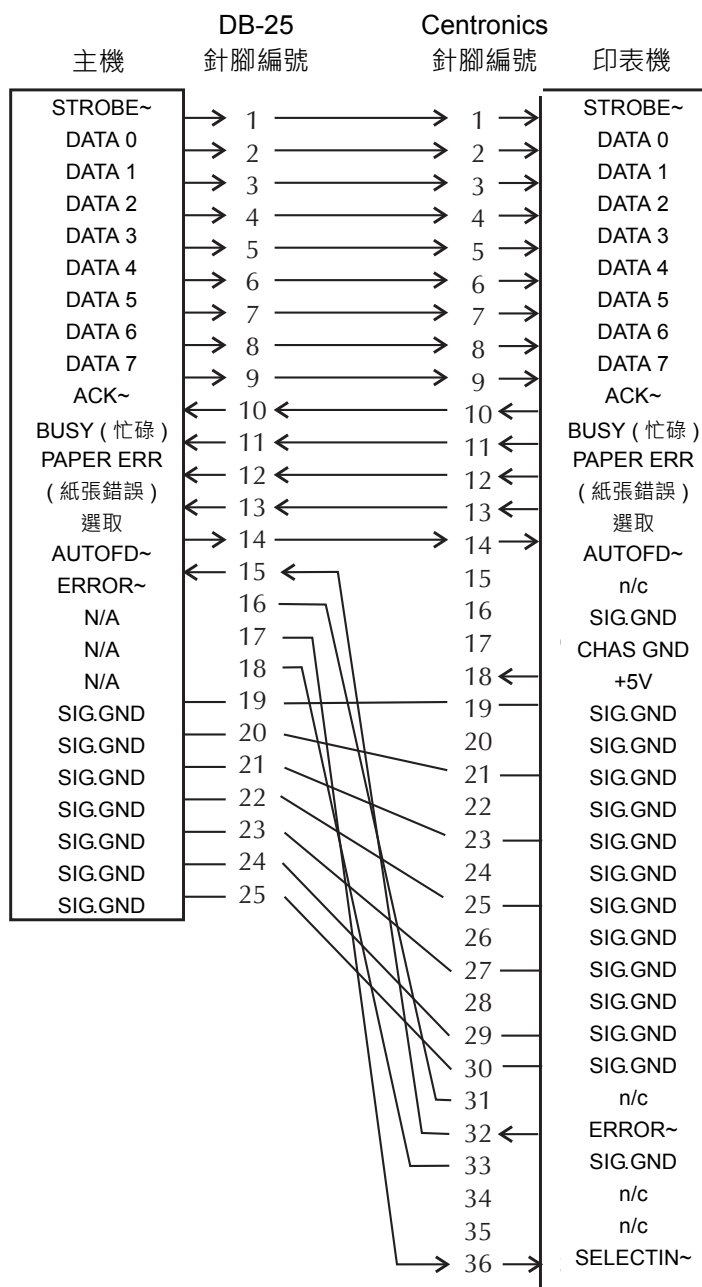 DB-25 Centronics
主機 針腳編號 針腳編號 印表機
STROBE~ 1 1 STROBE~
DATA 0 2 2 DATA 0
DATA 1 3 3 DATA 1
DATA 2 4 4 DATA 2
DATA 3 5 5 DATA 3
DATA 4 6 6 DATA 4
DATA 5 7 7 DATA 5
DATA 6 8 8 DATA 6
DATA 7 9 9 DATA 7
ACK~ 10 10 ACK~
BUSY ( 忙碌 ) 11 11 BUSY ( 忙碌 )
PAPER ERR 12 12 PAPER ERR
( 紙張錯誤 ) 13 13 ( 紙張錯誤 )
選取 14 14 選取
AUTOFD~ 15 AUTOFD~
ERROR~ 15 n/c
N/A 16 16 SIG.GND
N/A 17 17 CHAS GND
N/A 18 18 +5V
SIG.GND 19 19 SIG.GND
SIG.GND 20 20 SIG.GND
SIG.GND 21 21 SIG.GND
SIG.GND 22 22 SIG.GND
SIG.GND 23 23 SIG.GND
SIG.GND 24 24 SIG.GND
SIG.GND 25 25 SIG.GND
26 SIG.GND
27 SIG.GND
28 SIG.GND
29 SIG.GND
30 SIG.GND
31 n/c
32 ERROR~
33 SIG.GND
34 n/c
35 n/c
36 SELECTIN~